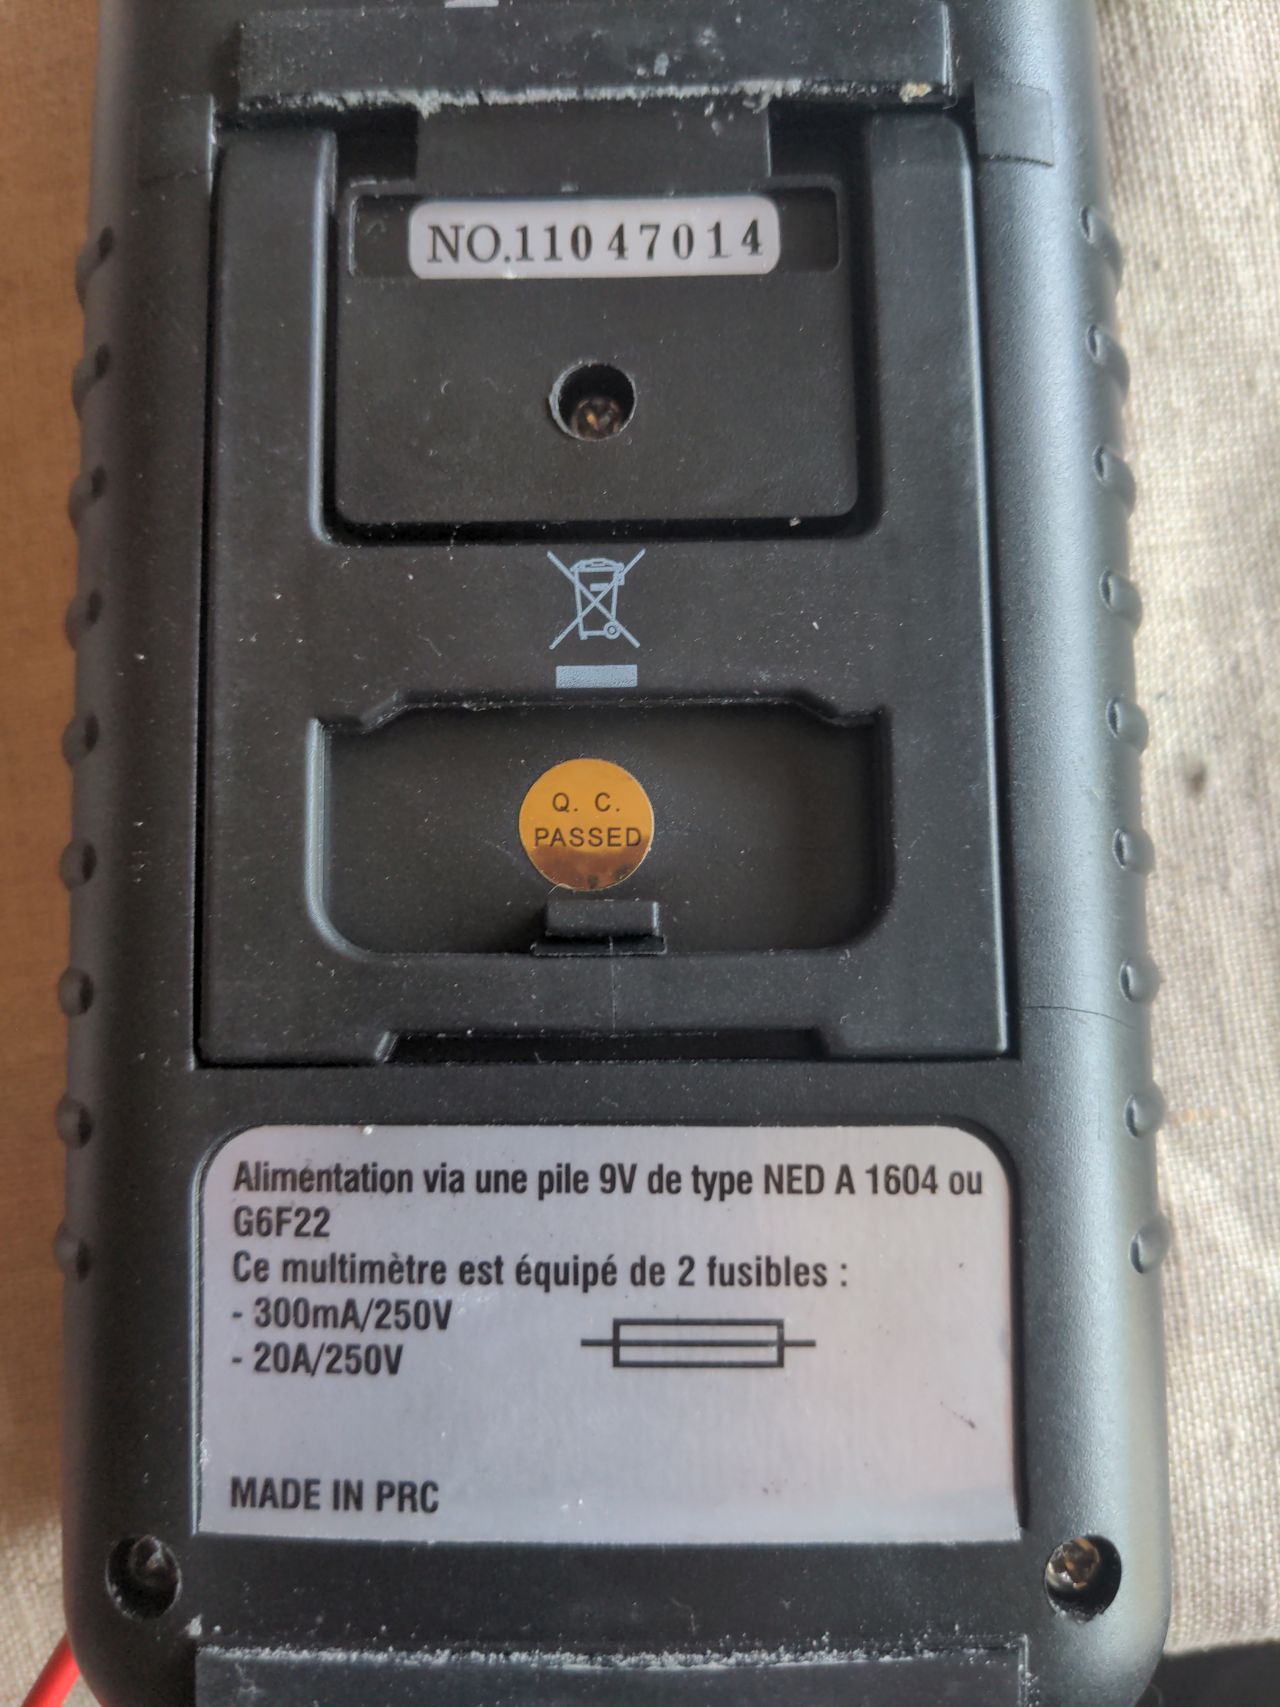 NO.11047014
Q. C.
PASSED
Alimentation via une pile 9V de type NED A 1604 ou
G6F22
Ce multimètre est équipé de 2 fusibles :
- 300mA/250V
- 20A/250V
MADE IN PRC